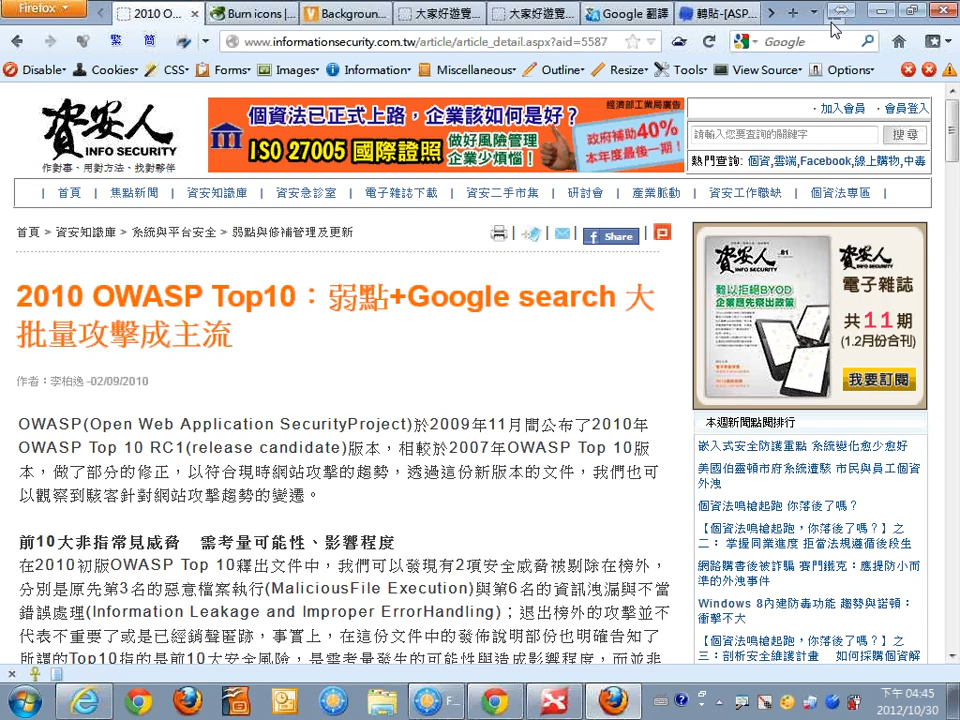 Firefox
2010 O...
Burn icons |...
Backgroun...
大家好遊覽...
大家好遊覽...
Google 翻譯
轉貼-[ASP...
繁 簡
www.informationsecurity.com.tw/article/article_detail.aspx?aid=5587
Google
Disable
Cookies
CSS
Forms
Images
Information
Miscellaneous
Outline
Resize
Tools
View Source
Options
資安人
INFO SECURITY
作對事、用對方法、找對夥伴
個資法已正式上路，企業該如何是好？
經濟部工業局廣告
ISO 27005 國際證照
做好風險管理
企業少煩惱！
政府補助40%
本年度最後一期！
· 加入會員 · 會員登入
請輸入您要查詢的關鍵字
搜 尋
熱門查詢: 個資,雲端,Facebook,線上購物,中毒
| 首頁 | 焦點新聞 | 資安知識庫 | 資安急診室 | 電子雜誌下載 | 資安二手市集 | 研討會 | 產業脈動 | 資安工作職缺 | 個資法專區 |
首頁 > 資安知識庫 > 系統與平台安全 > 弱點與修補管理及更新
Share
2010 OWASP Top10：弱點+Google search 大
批量攻擊成主流
作者：李柏逸 -02/09/2010
OWASP(Open Web Application SecurityProject)於2009年11月間公布了2010年
OWASP Top 10 RC1(release candidate)版本，相較於2007年OWASP Top 10版
本，做了部分的修正，以符合現時網站攻擊的趨勢，透過這份新版本的文件，我們也可
以觀察到駭客針對網站攻擊趨勢的變遷。
前10大非指常見威脅 需考量可能性、影響程度
在2010初版OWASP Top 10釋出文件中，我們可以發現有2項安全威脅被剔除在榜外，
分別是原先第3名的惡意檔案執行(MaliciousFile Execution)與第6名的資訊洩漏與不當
錯誤處理(Information Leakage and Improper ErrorHandling)；退出榜外的攻擊並不
代表不重要了或是已經銷聲匿跡，事實上，在這份文件中的發佈說明部份也明確告知了
所謂的Top10指的是前10大安全風險，是需考量發生的可能性與造成影響程度，而並非
資安人
INFO SECURITY
難以拒絕BYOD
企業應先祭出政策
資安人
INFO SECURITY
電子雜誌
共11期
(1.2月份合刊)
我要訂閱
本週新聞點閱排行
嵌入式安全防護重點 系統變化愈少愈好
美國伯靈頓市府系統遭駭 市民與員工個資
外洩
個資法鳴槍起跑 你落後了嗎？
【個資法鳴槍起跑，你落後了嗎？】之
二： 掌握同業進度 拒當法規遵循後段生
網路購書後被詐騙 賽門鐵克：應提防小而
準的外洩事件
Windows 8內建防毒功能 趨勢與諾頓：
衝擊不大
【個資法鳴槍起跑，你落後了嗎？】之
三：剖析安全維護計畫 如何採購個資解
F...
下午 04:45
2012/10/30